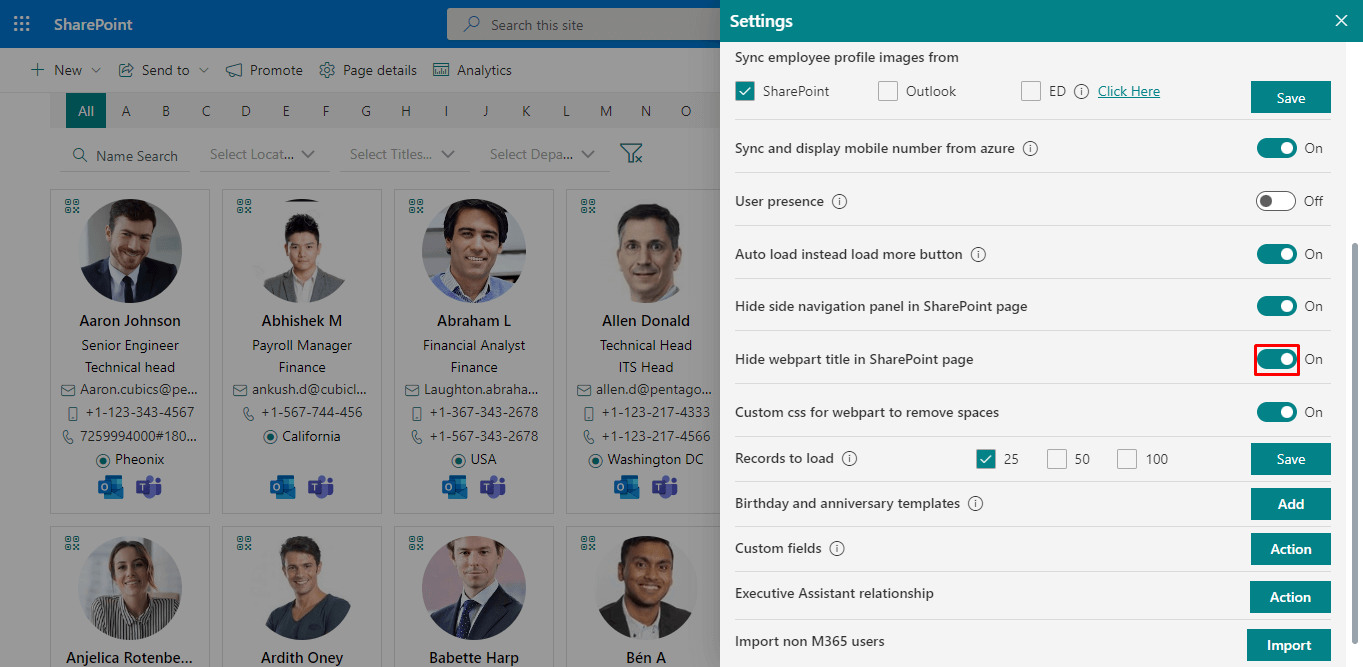 SharePoint
Search this site
New
Send to
Promote
Page details
Analytics
All A B C D E F G H I J K L M N O
Name Search
Select Locat...
Select Titles...
Select Depa...
Aaron Johnson
Senior Engineer
Technical head
Aaron.cubics@pe...
+1-123-343-4567
7259994000#180...
Pheonix
Abhishek M
Payroll Manager
Finance
ankush.d@cubicl...
+1-567-744-456
California
Abraham L
Financial Analyst
Finance
Laughton.abraha...
+1-367-343-2678
+1-567-343-2678
USA
Allen Donald
Technical Head
ITS Head
allen.d@pentago...
+1-123-217-4333
+1-123-217-4566
Washington DC
Anjelica Rotenbe...
Ardith Oney
Babette Harp
Bén A
Settings
Sync employee profile images from
SharePoint
Outlook
ED
Click Here
Save
Sync and display mobile number from azure
On
User presence
Off
Auto load instead load more button
On
Hide side navigation panel in SharePoint page
On
Hide webpart title in SharePoint page
On
Custom css for webpart to remove spaces
On
Records to load
25
50
100
Save
Birthday and anniversary templates
Add
Custom fields
Action
Executive Assistant relationship
Action
Import non M365 users
Import